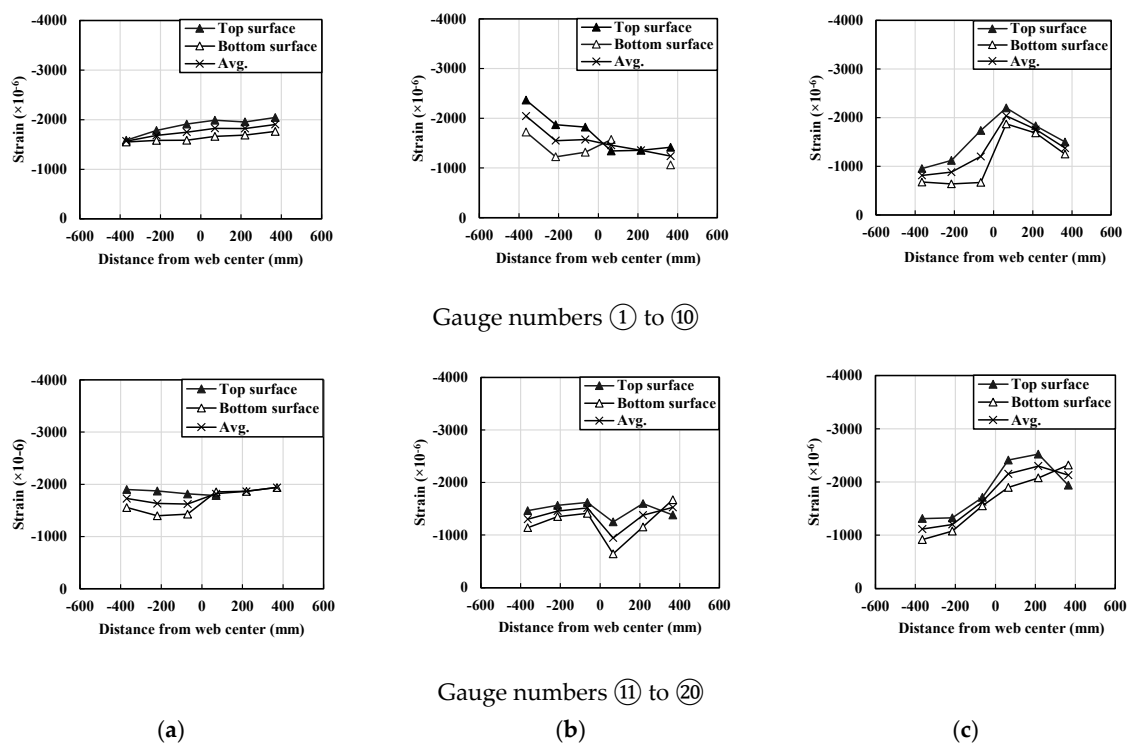 -4000
-3000
-2000
-1000
0
Strain (×10⁻⁶)
Top surface
Bottom surface
Avg.
-600 -400 -200 0 200 400 600
Distance from web center (mm)
-4000
-3000
-2000
-1000
0
Strain (×10⁻⁶)
Top surface
Bottom surface
Avg.
-600 -400 -200 0 200 400 600
Distance from web center (mm)
-4000
-3000
-2000
-1000
0
Strain (×10⁻⁶)
Top surface
Bottom surface
Avg.
-600 -400 -200 0 200 400 600
Distance from web center (mm)
Gauge numbers ① to ⑩
-4000
-3000
-2000
-1000
0
Strain (×10-6)
Top surface
Bottom surface
Avg.
-600 -400 -200 0 200 400 600
Distance from web center (mm)
-4000
-3000
-2000
-1000
0
Strain (×10⁻⁶)
Top surface
Bottom surface
Avg.
-600 -400 -200 0 200 400 600
Distance from web center (mm)
-4000
-3000
-2000
-1000
0
Strain (×10⁻⁶)
Top surface
Bottom surface
Avg.
-600 -400 -200 0 200 400 600
Distance from web center (mm)
Gauge numbers ⑪ to ⑳
(a) (b) (c)